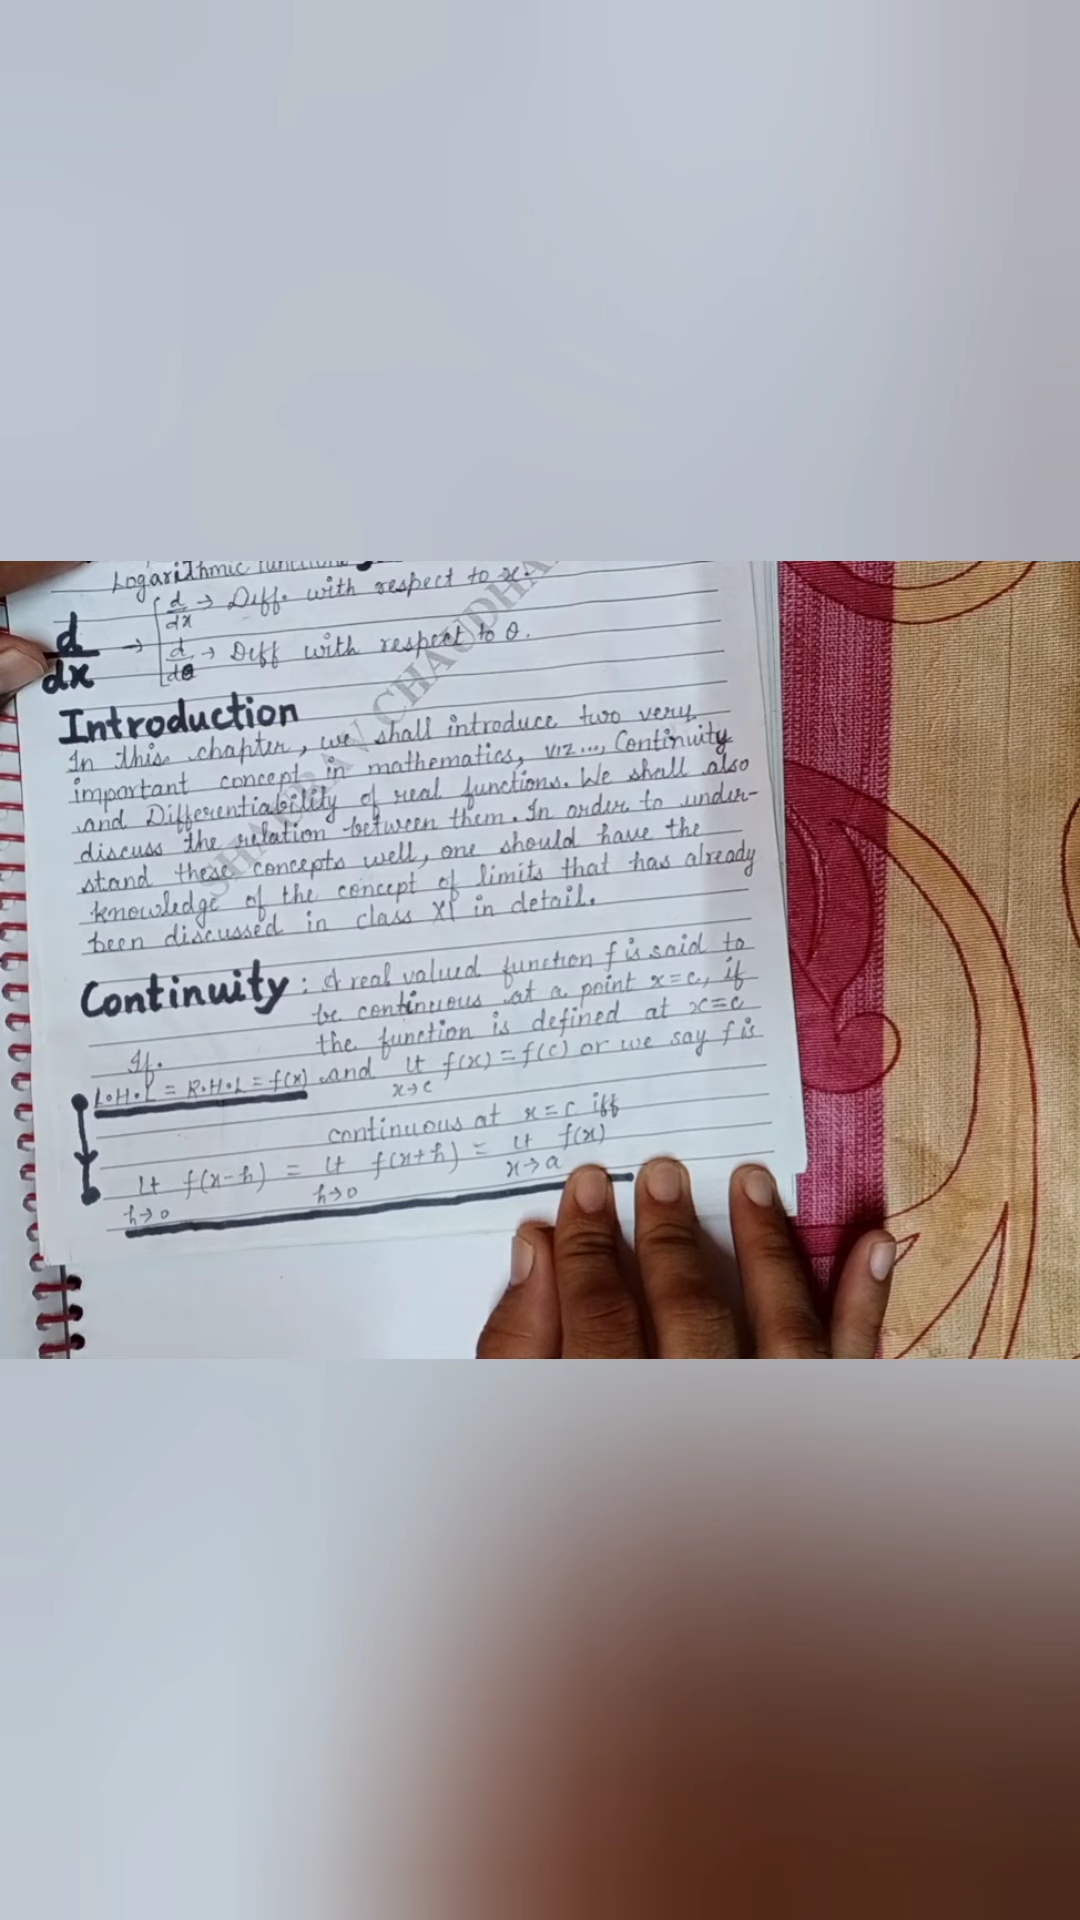 Logarithmic functions
d/dx → Diff. with respect to x.
d/dx →
d/dθ → Diff with respect to θ.
Introduction
In this chapter, we shall introduce two very
important concept in mathematics, viz..., Continuity
and Differentiability of real functions. We shall also
discuss the relation between them. In order to under-
stand these concepts well, one should have the
knowledge of the concept of limits that has already
been discussed in class XI in detail.
Continuity : A real valued function f is said to
be continuous at a point x=c, if
the function is defined at x=c
If.
L.H.L = R.H.L = f(x) and lt f(x) = f(c) or we say f is
x→c
continuous at x=c iff
lt f(x-h) = lt f(x+h) = lt f(x)
h→0 h→0 x→a
SHARDAV CHAUDHA